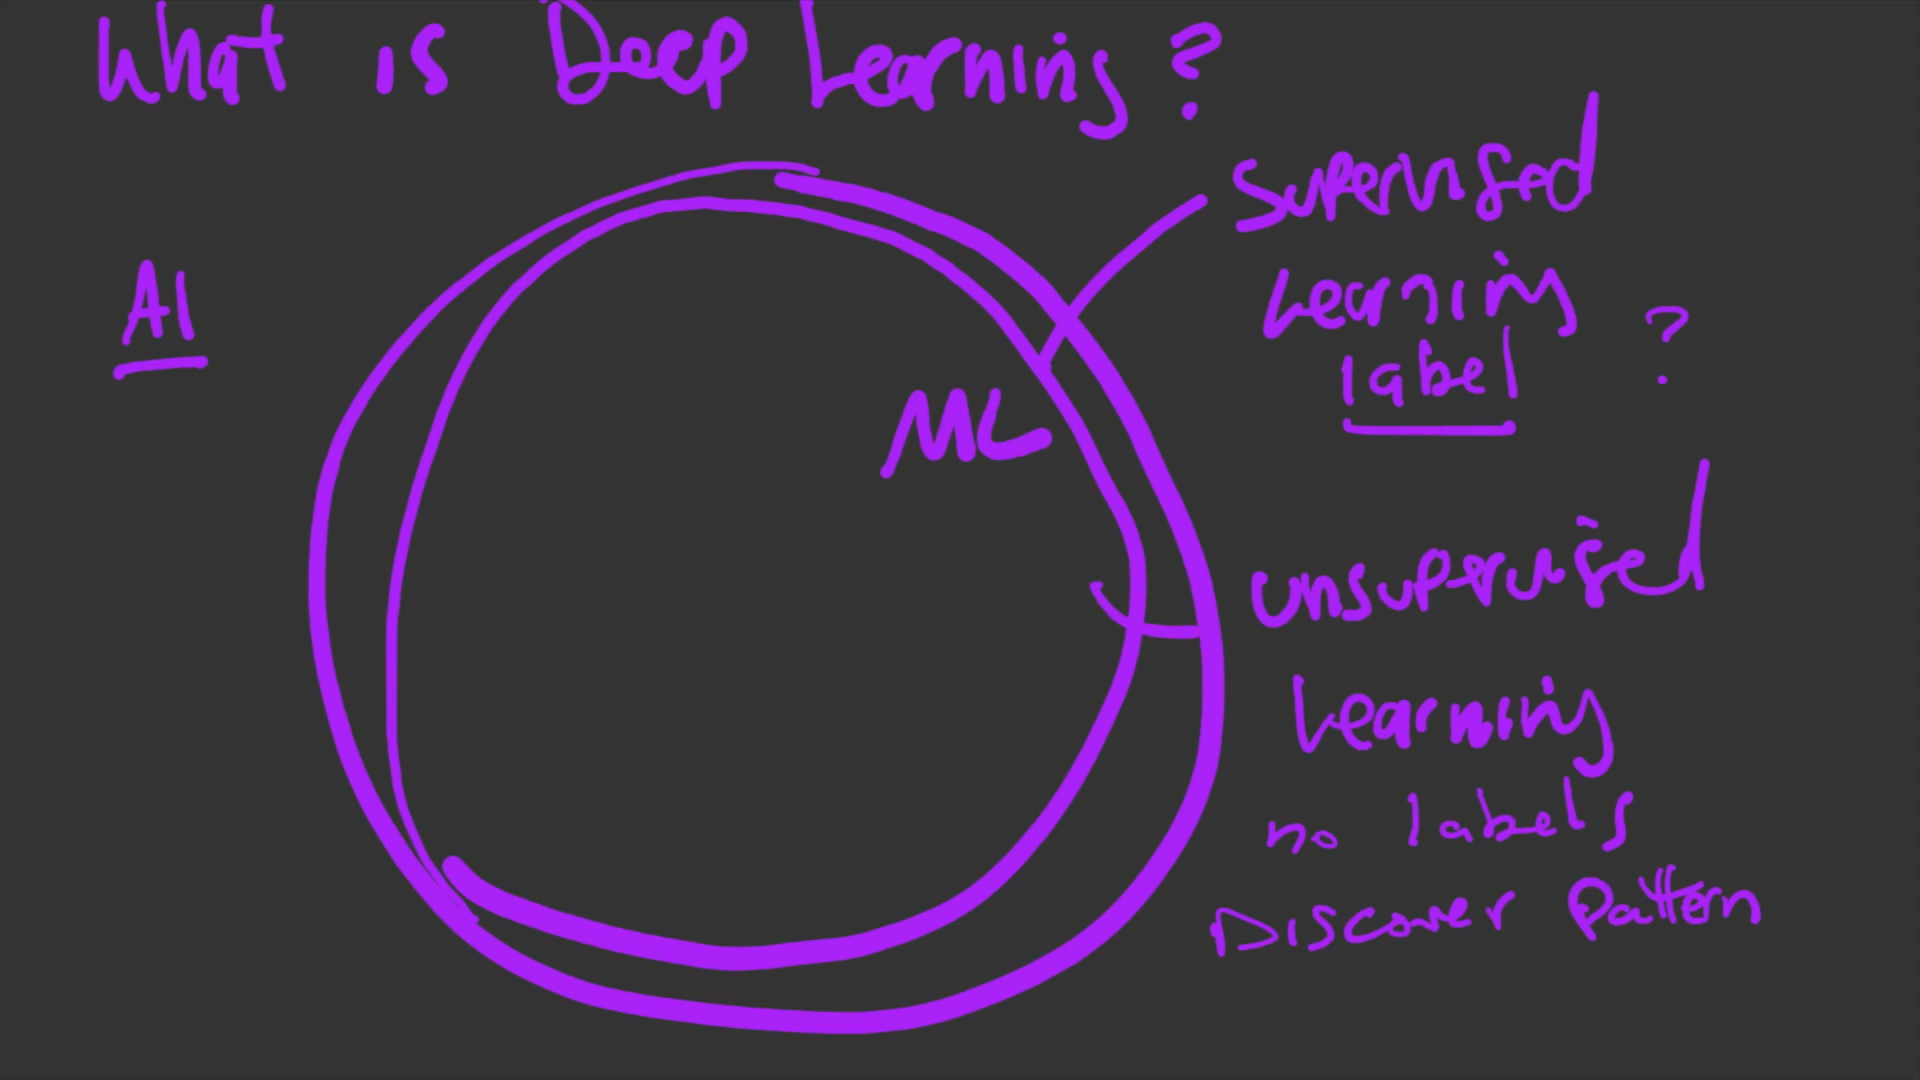 What is Deep Learning?
AI
ML
Supervised
Learning
label ?
unsupervised
Learning
no labels
Discover Pattern